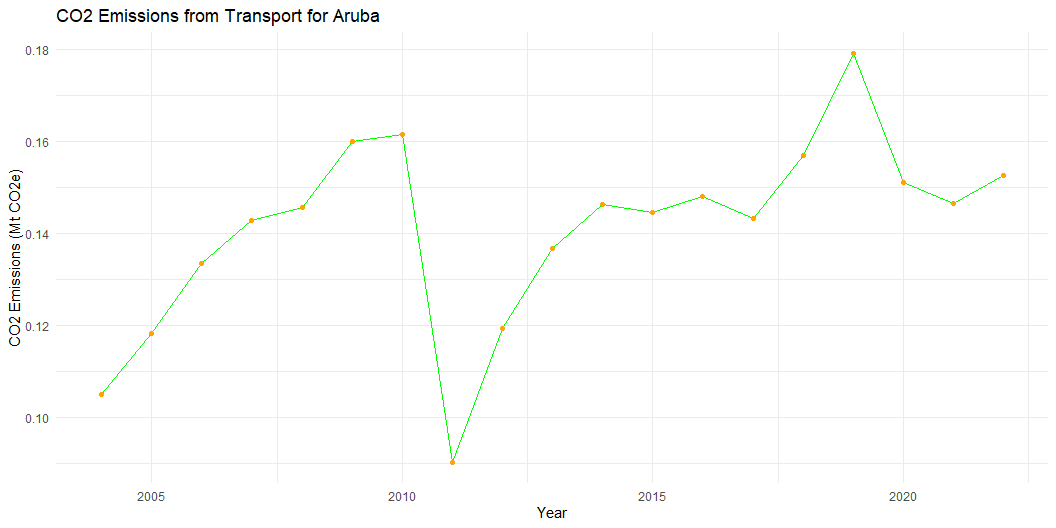 CO2 Emissions from Transport for Aruba
CO2 Emissions (Mt CO2e)
0.18
0.16
0.14
0.12
0.10
2005 2010 2015 2020
Year